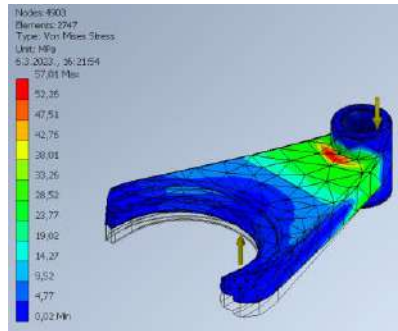 Nodes: 4903
Elements: 2747
Type: Von Mises Stress
Unit: MPa
6.3.2023., 16:21:54
57,01 Max
52,26
47,51
42,76
38,01
33,26
28,52
23,77
19,02
14,27
9,52
4,77
0,02 Min